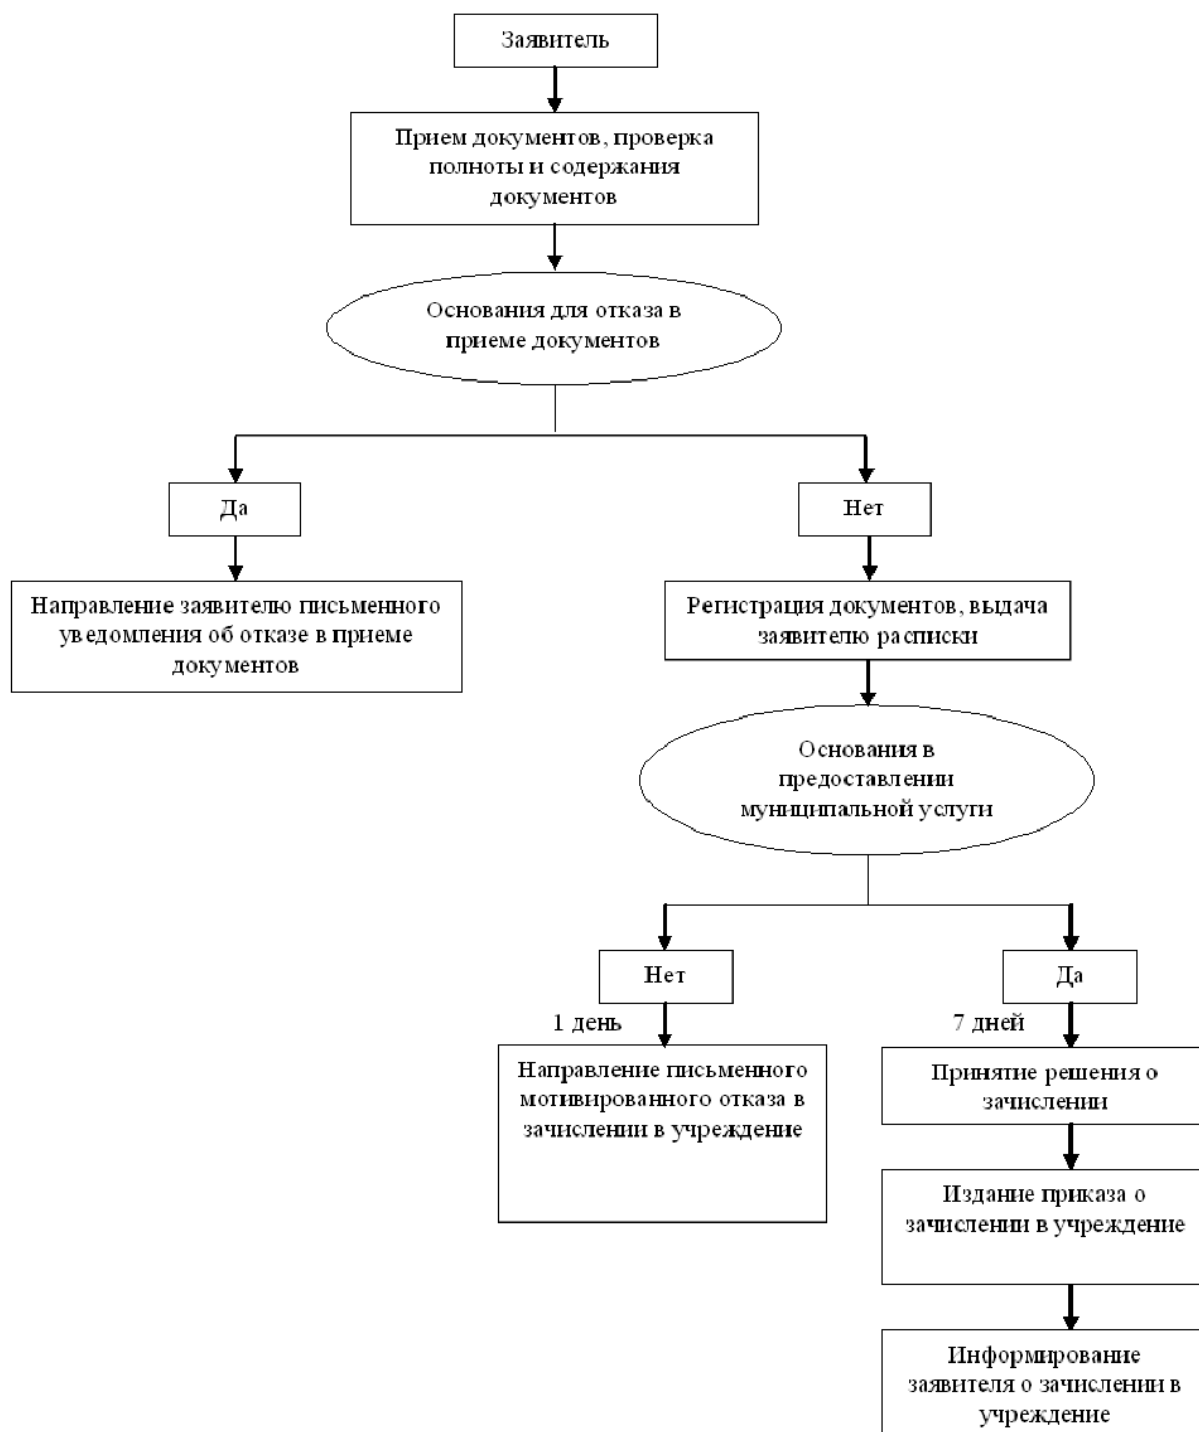 Заявитель
Прием документов, проверка
полноты и содержания
документов
Основания для отказа в
приеме документов
Да
Нет
Направление заявителю письменного
уведомления об отказе в приеме
документов
Регистрация документов, выдача
заявителю расписки
Основания в
предоставлении
муниципальной услуги
Нет
Да
1 день
7 дней
Направление письменного
мотивированного отказа в
зачислении в учреждение
Принятие решения о
зачислении
Издание приказа о
зачислении в учреждение
Информирование
заявителя о зачислении в
учреждение